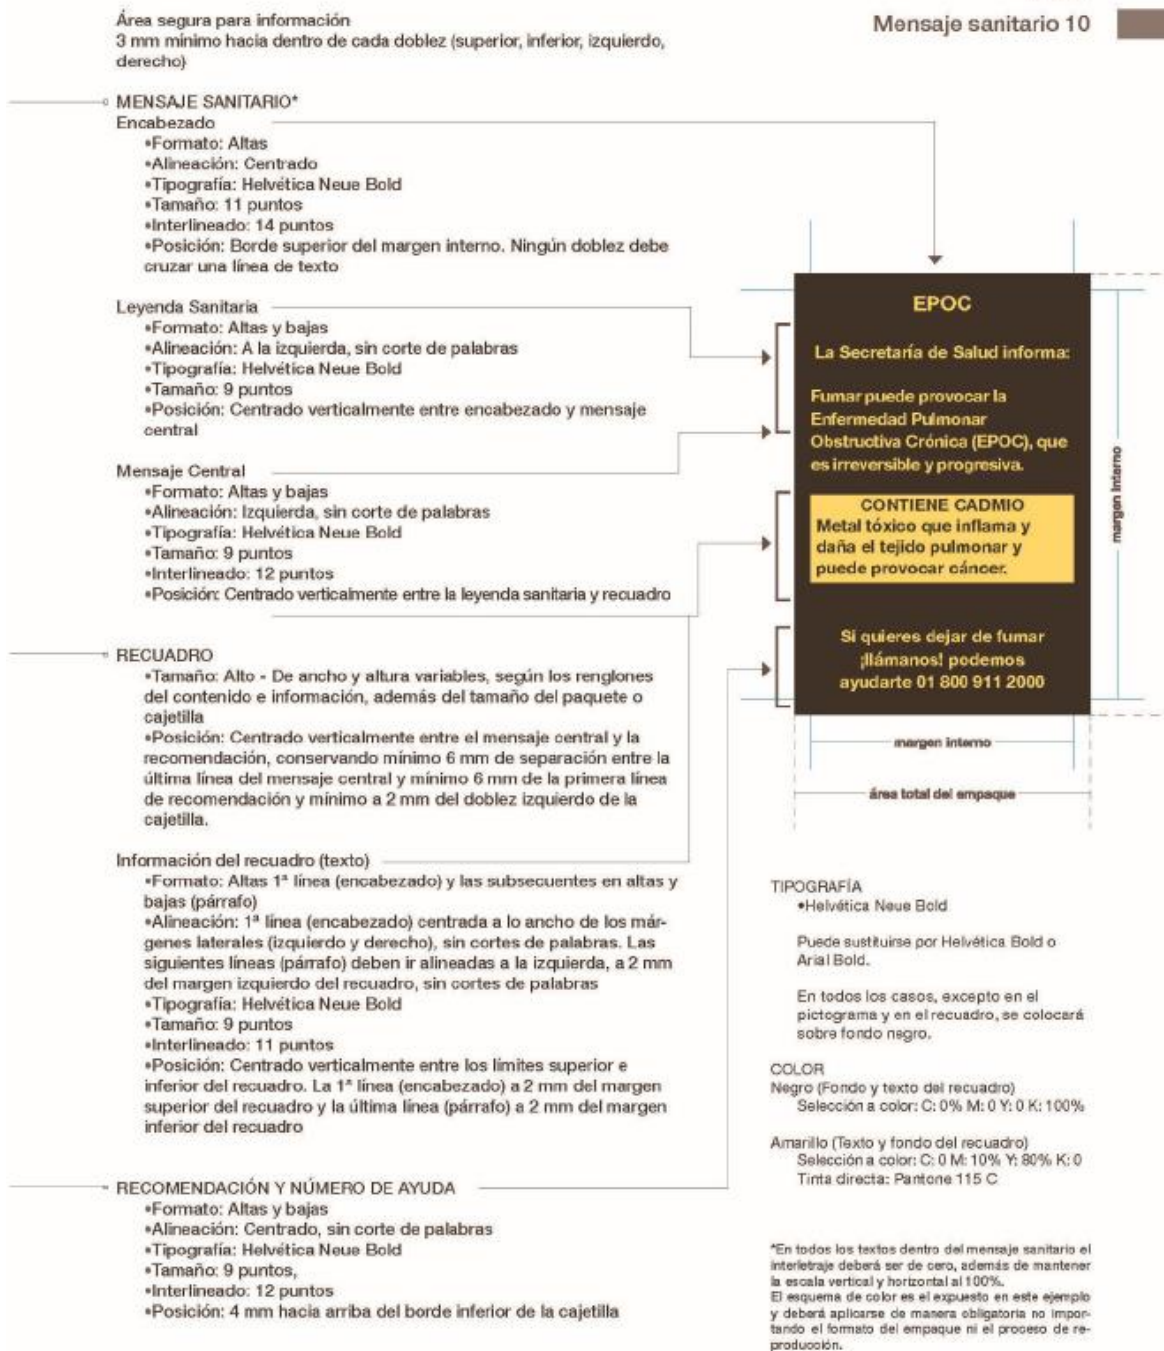 Mensaje sanitario 10
Área segura para información
3 mm mínimo hacia dentro de cada doblez (superior, inferior, izquierdo,
derecho)
MENSAJE SANITARIO*
Encabezado
•Formato: Altas
•Alineación: Centrado
•Tipografía: Helvética Neue Bold
•Tamaño: 11 puntos
•Interlineado: 14 puntos
•Posición: Borde superior del margen interno. Ningún doblez debe
cruzar una línea de texto
Leyenda Sanitaria
•Formato: Altas y bajas
•Alineación: A la izquierda, sin corte de palabras
•Tipografía: Helvética Neue Bold
•Tamaño: 9 puntos
•Posición: Centrado verticalmente entre encabezado y mensaje
central
Mensaje Central
•Formato: Altas y bajas
•Alineación: Izquierda, sin corte de palabras
•Tipografía: Helvética Neue Bold
•Tamaño: 9 puntos
•Interlineado: 12 puntos
•Posición: Centrado verticalmente entre la leyenda sanitaria y recuadro
RECUADRO
•Tamaño: Alto - De ancho y altura variables, según los renglones
del contenido e información, además del tamaño del paquete o
cajetilla
•Posición: Centrado verticalmente entre el mensaje central y la
recomendación, conservando mínimo 6 mm de separación entre la
última línea del mensaje central y mínimo 6 mm de la primera línea
de recomendación y mínimo a 2 mm del doblez izquierdo de la
cajetilla.
Información del recuadro (texto)
•Formato: Altas 1ª línea (encabezado) y las subsecuentes en altas y
bajas (párrafo)
•Alineación: 1ª línea (encabezado) centrada a lo ancho de los már-
genes laterales (izquierdo y derecho), sin cortes de palabras. Las
siguientes líneas (párrafo) deben ir alineadas a la izquierda, a 2 mm
del margen izquierdo del recuadro, sin cortes de palabras
•Tipografía: Helvética Neue Bold
•Tamaño: 9 puntos
•Interlineado: 11 puntos
•Posición: Centrado verticalmente entre los límites superior e
inferior del recuadro. La 1ª línea (encabezado) a 2 mm del margen
superior del recuadro y la última línea (párrafo) a 2 mm del margen
inferior del recuadro
RECOMENDACIÓN Y NÚMERO DE AYUDA
•Formato: Altas y bajas
•Alineación: Centrado, sin corte de palabras
•Tipografía: Helvética Neue Bold
•Tamaño: 9 puntos,
•Interlineado: 12 puntos
•Posición: 4 mm hacia arriba del borde inferior de la cajetilla
EPOC
La Secretaría de Salud informa:
Fumar puede provocar la
Enfermedad Pulmonar
Obstructiva Crónica (EPOC), que
es irreversible y progresiva.
CONTIENE CADMIO
Metal tóxico que inflama y
daña el tejido pulmonar y
puede provocar cáncer.
Si quieres dejar de fumar
¡llámanos! podemos
ayudarte 01 800 911 2000
margen interno
margen interno
área total del empaque
TIPOGRAFÍA
•Helvética Neue Bold
Puede sustituirse por Helvética Bold o
Arial Bold.
En todos los casos, excepto en el
pictograma y en el recuadro, se colocará
sobre fondo negro.
COLOR
Negro (Fondo y texto del recuadro)
Selección a color: C: 0% M: 0 Y: 0 K: 100%
Amarillo (Texto y fondo del recuadro)
Selección a color: C: 0 M: 10% Y: 80% K: 0
Tinta directa: Pantone 115 C
*En todos los textos dentro del mensaje sanitario el
interletraje deberá ser de cero, además de mantener
la escala vertical y horizontal al 100%.
El esquema de color es el expuesto en este ejemplo
y deberá aplicarse de manera obligatoria no impor-
tando el formato del empaque ni el proceso de re-
producción.